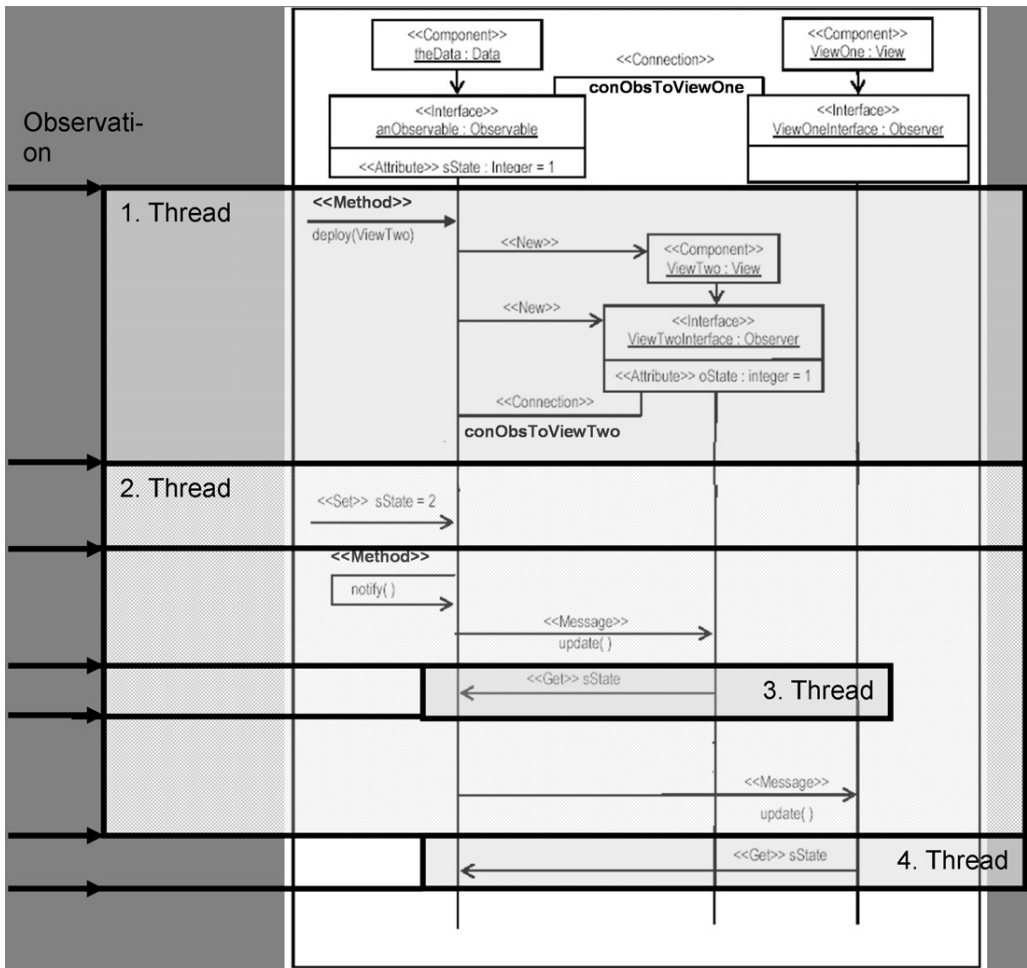 <<Component>>
theData : Data
<<Component>>
ViewOne : View
<<Connection>>
conObsToViewOne
Observati-
on
<<Interface>>
anObservable : Observable
<<Attribute>> sState : Integer = 1
<<Interface>>
ViewOneInterface : Observer
1. Thread
<<Method>>
deploy(ViewTwo)
<<New>>
<<Component>>
ViewTwo : View
<<New>>
<<Interface>>
ViewTwoInterface : Observer
<<Attribute>> oState : integer = 1
<<Connection>>
conObsToViewTwo
2. Thread
<<Set>> sState = 2
<<Method>>
notify( )
<<Message>>
update( )
<<Get>> sState
3. Thread
<<Message>>
update( )
<<Get>> sState
4. Thread